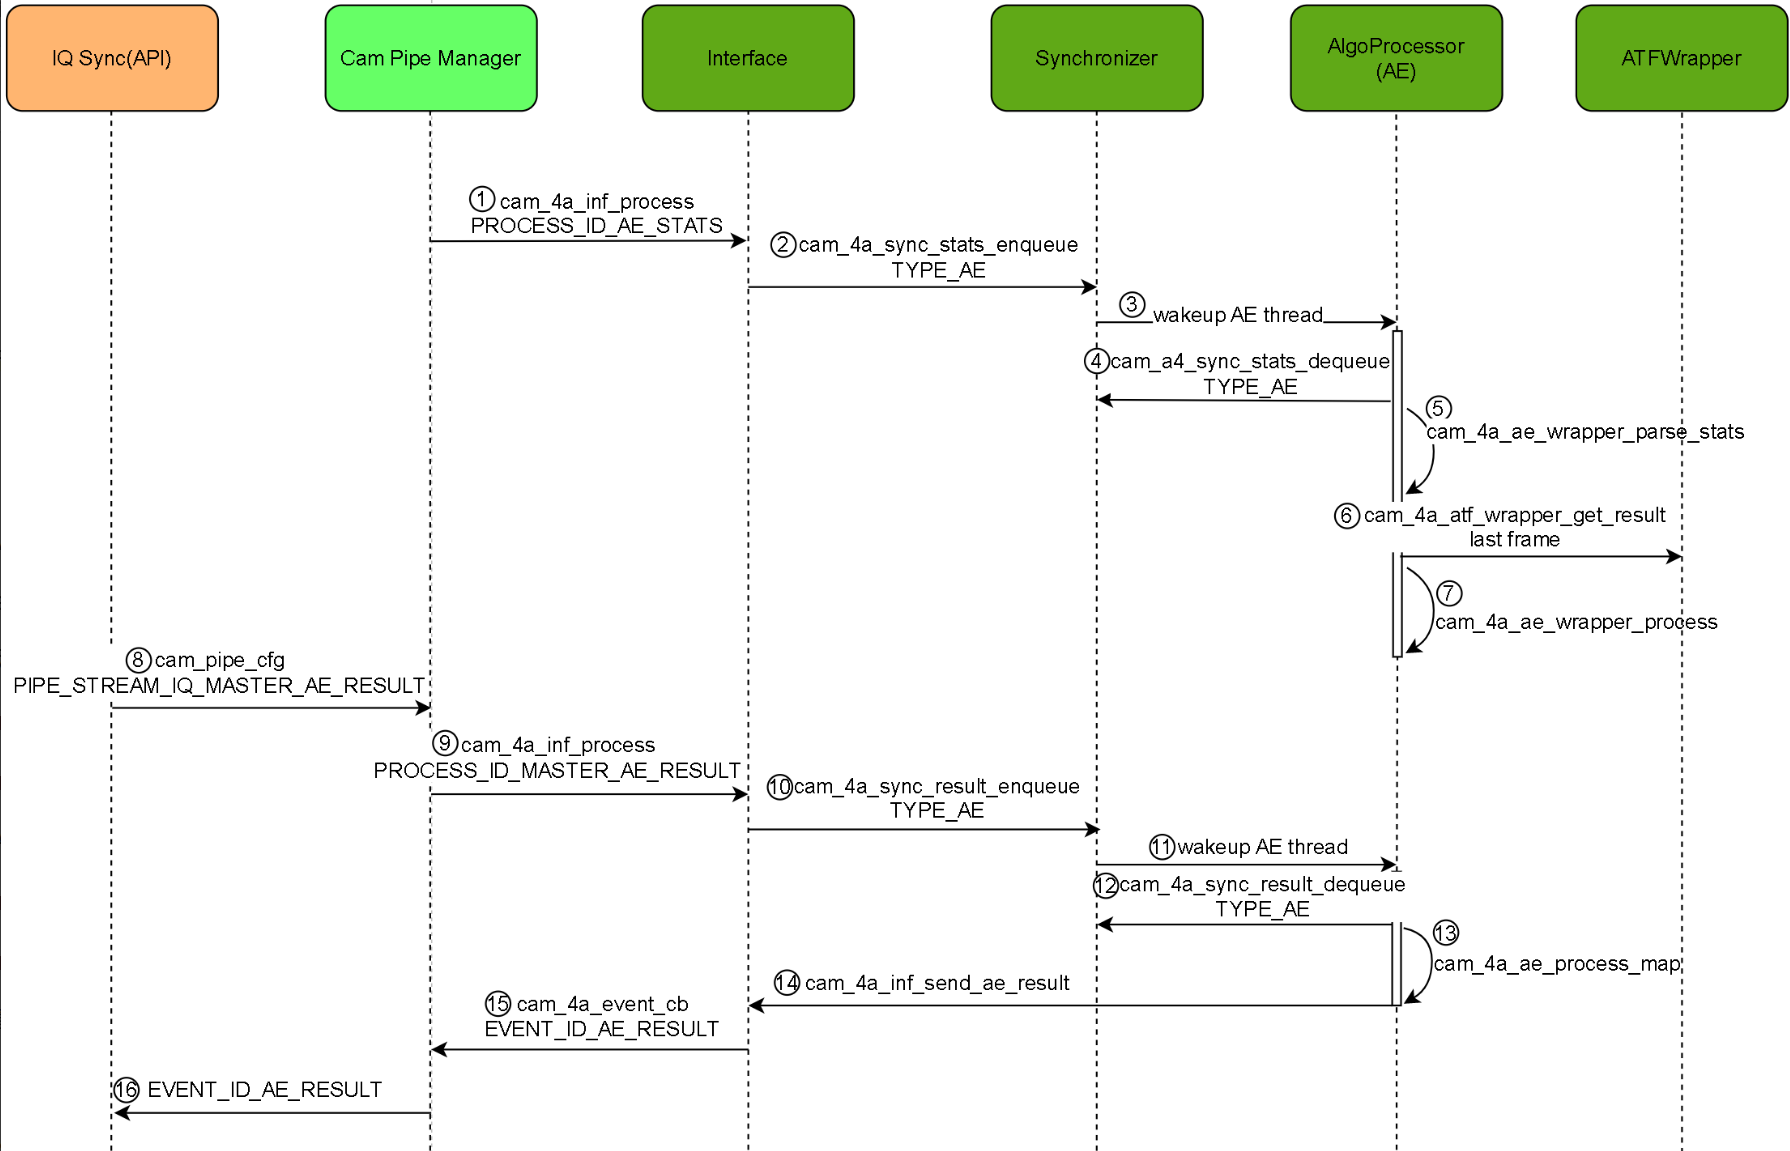 IQ Sync(API)
Cam Pipe Manager
Interface
Synchronizer
AlgoProcessor
(AE)
ATFWrapper
1 cam_4a_inf_process
PROCESS_ID_AE_STATS
2 cam_4a_sync_stats_enqueue
TYPE_AE
3 wakeup AE thread
4 cam_a4_sync_stats_dequeue
TYPE_AE
5
cam_4a_ae_wrapper_parse_stats
6 cam_4a_atf_wrapper_get_result
last frame
7
cam_4a_ae_wrapper_process
8 cam_pipe_cfg
PIPE_STREAM_IQ_MASTER_AE_RESULT
9 cam_4a_inf_process
PROCESS_ID_MASTER_AE_RESULT
10 cam_4a_sync_result_enqueue
TYPE_AE
11 wakeup AE thread
12 cam_4a_sync_result_dequeue
TYPE_AE
13
cam_4a_ae_process_map
14 cam_4a_inf_send_ae_result
15 cam_4a_event_cb
EVENT_ID_AE_RESULT
16 EVENT_ID_AE_RESULT